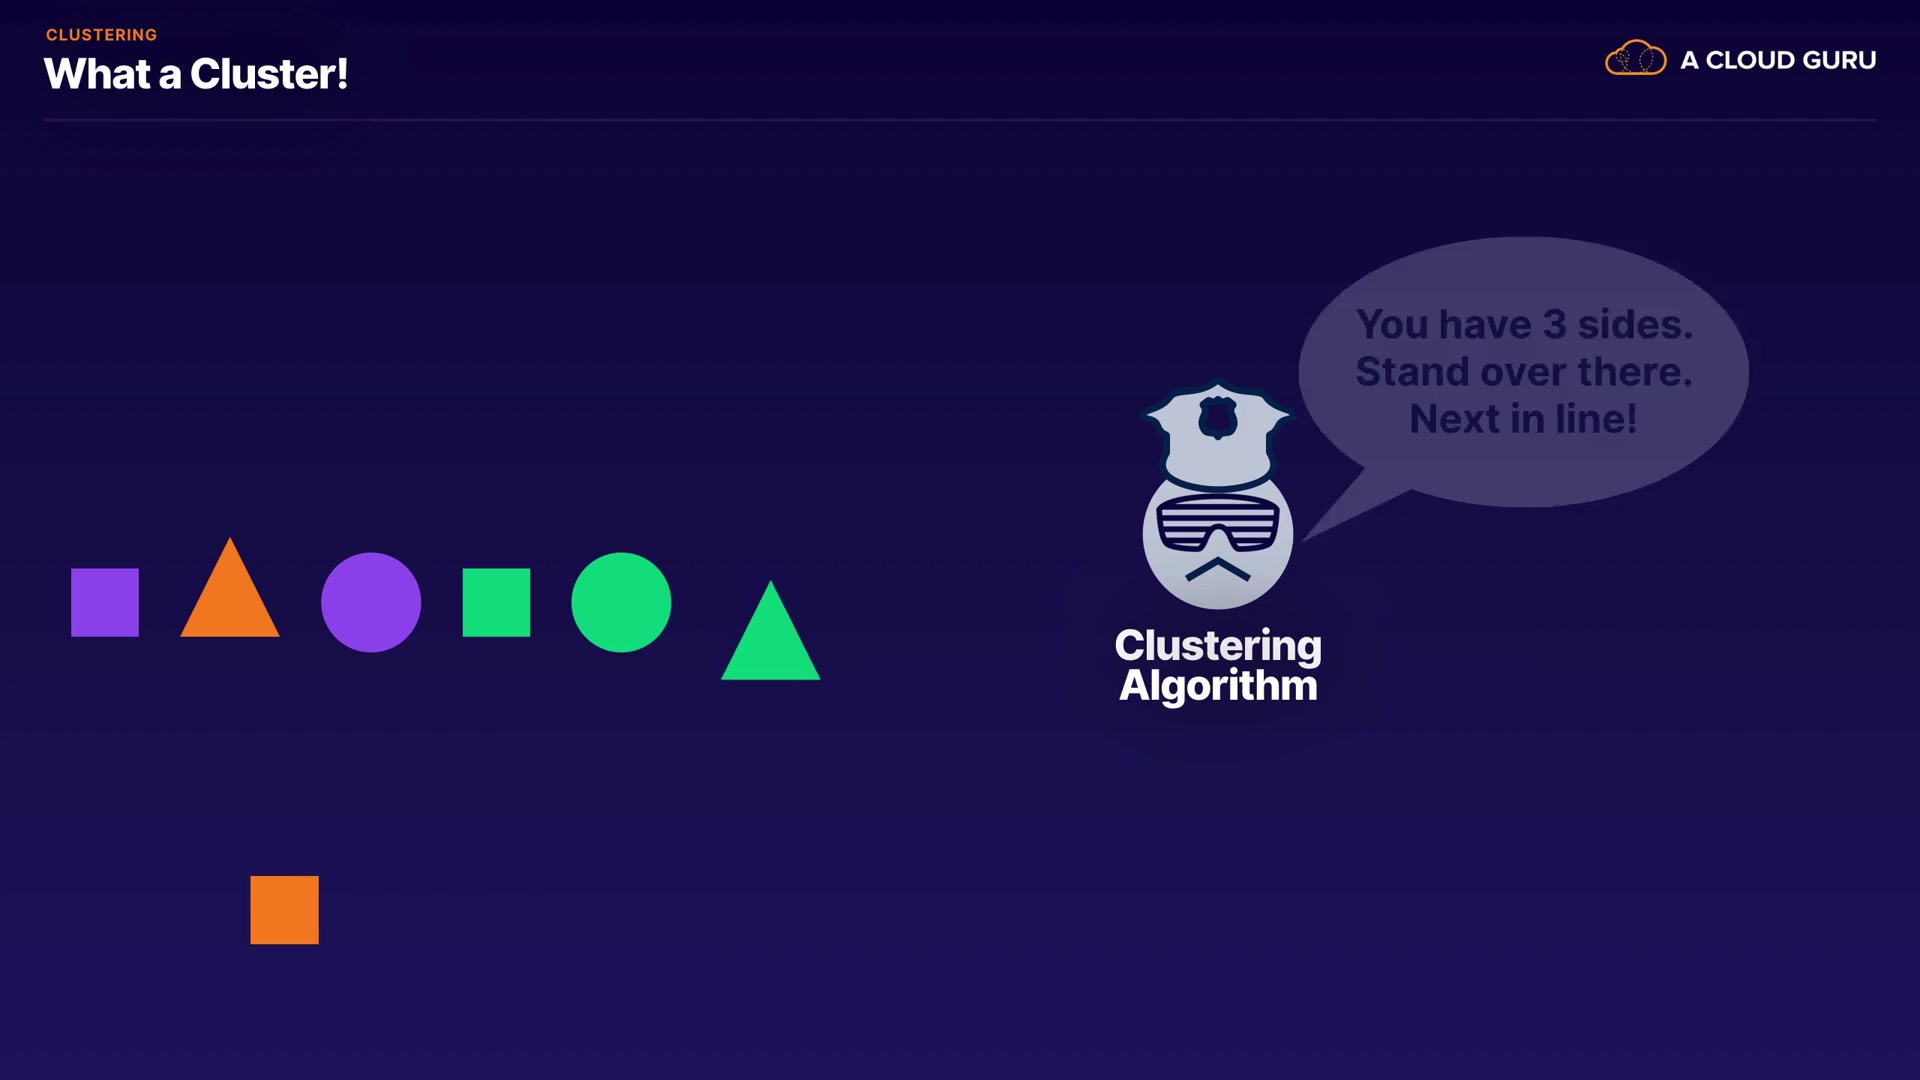 CLUSTERING
What a Cluster!
A CLOUD GURU
You have 3 sides.
Stand over there.
Next in line!
Clustering
Algorithm